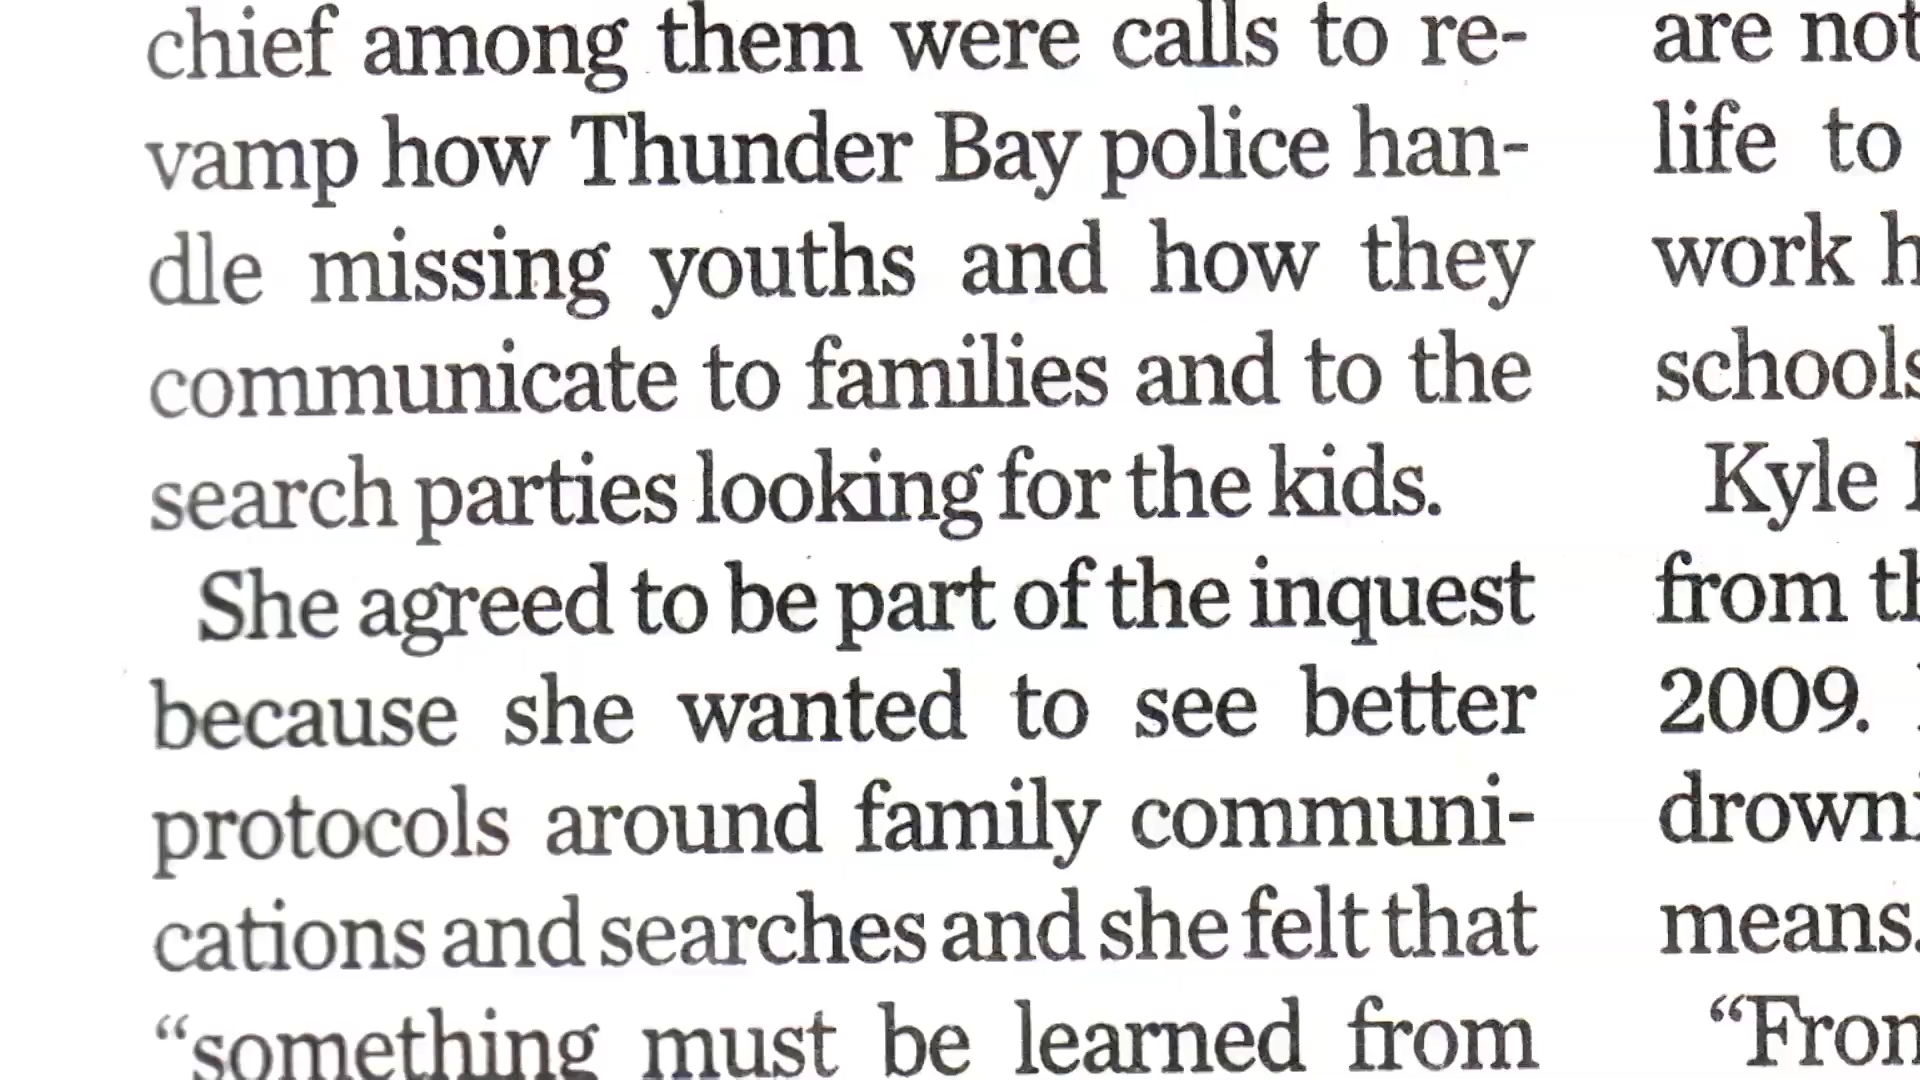 chief among them were calls to re-
vamp how Thunder Bay police han-
dle missing youths and how they
communicate to families and to the
search parties looking for the kids.
She agreed to be part of the inquest
because she wanted to see better
protocols around family communi-
cations and searches and she felt that
“something must be learned from
are not
life to
work
schools
Kyle
from
2009.
means.